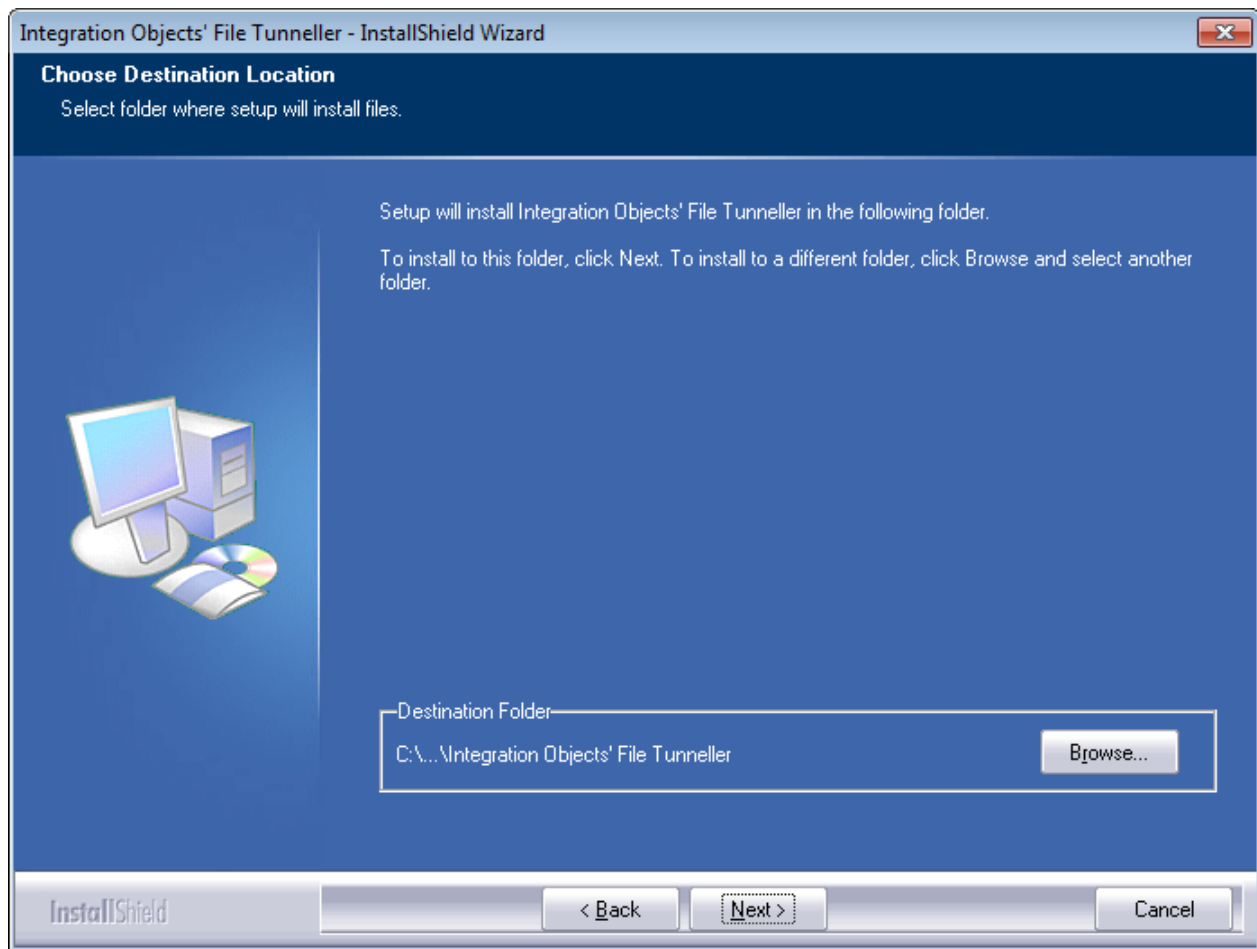 Integration Objects' File Tunneller - InstallShield Wizard
Choose Destination Location
Select folder where setup will install files.
Setup will install Integration Objects' File Tunneller in the following folder.
To install to this folder, click Next. To install to a different folder, click Browse and select another
folder.
Destination Folder
C:\...\Integration Objects' File Tunneller
Browse...
InstallShield
< Back
Next >
Cancel